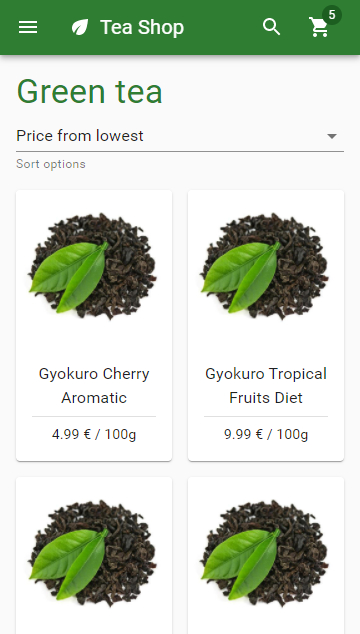 Tea Shop
5
Green tea
Price from lowest
Sort options
Gyokuro Cherry
Aromatic
4.99 € / 100g
Gyokuro Tropical
Fruits Diet
9.99 € / 100g